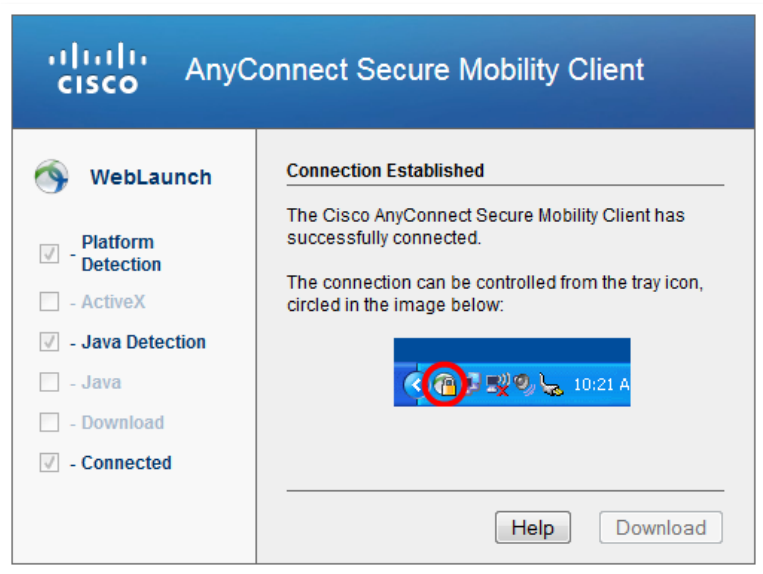 CISCO
AnyConnect Secure Mobility Client
WebLaunch
- Platform
Detection
- ActiveX
- Java Detection
- Java
- Download
- Connected
Connection Established
The Cisco AnyConnect Secure Mobility Client has
successfully connected.
The connection can be controlled from the tray icon,
circled in the image below:
10:21 A
Help
Download